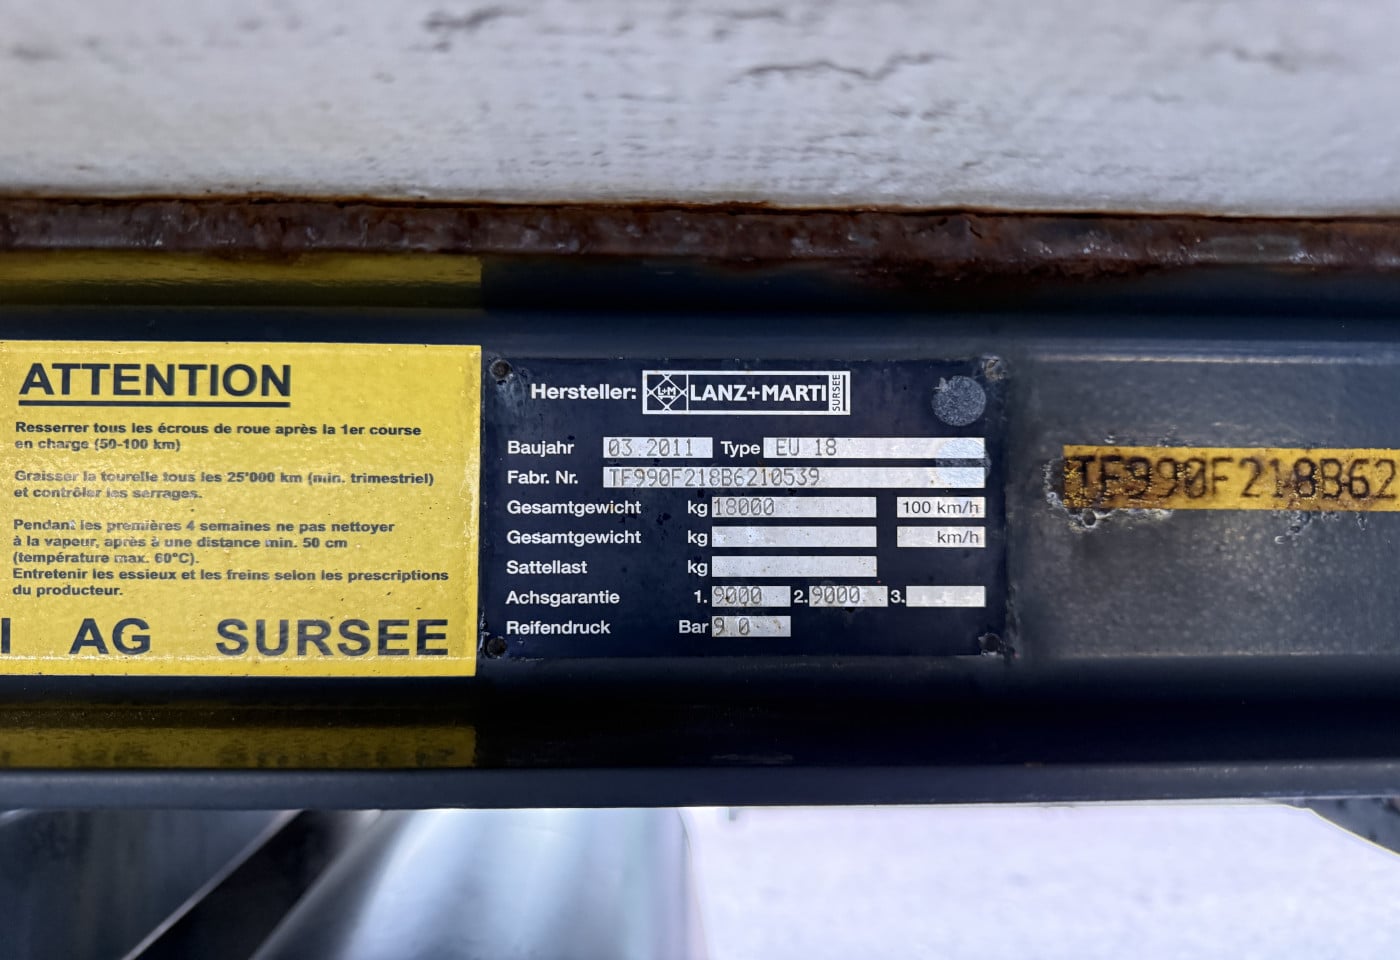 ATTENTION
Resserrer tous les écrous de roue après la 1er course
en charge (50-100 km)
Graisser la tourelle tous les 25'000 km (min. trimestriel)
et contrôler les serrages.
Pendant les premières 4 semaines ne pas nettoyer
à la vapeur, après à une distance min. 50 cm
(température max. 60°C).
Entretenir les essieux et les freins selon les prescriptions
du producteur.
I AG SURSEE
Hersteller: L+M LANZ+MARTI SURSEE
Baujahr 03.2011 Type EU 18
Fabr. Nr. TF990F218B6210539
Gesamtgewicht kg 18000 100 km/h
Gesamtgewicht kg km/h
Sattellast kg
Achsgarantie 1. 9000 2. 9000 3.
Reifendruck Bar 9.0
TF990F218B62